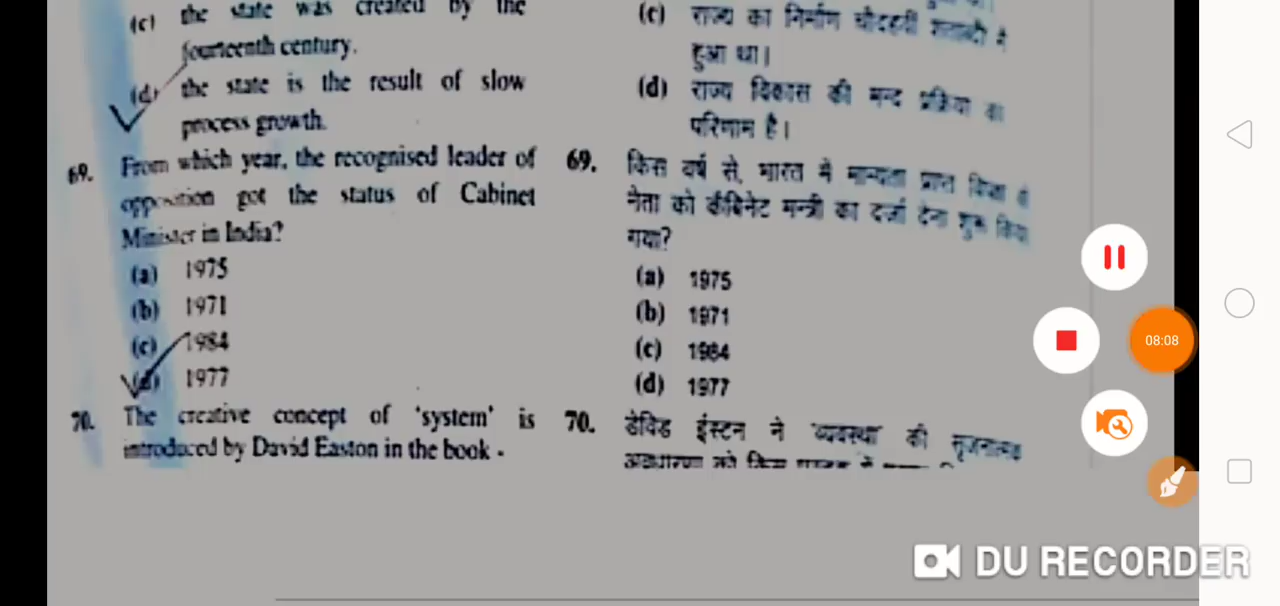 (c) the state was created by the
fourteenth century.
(d) the state is the result of slow
process growth.
69. From which year, the recognised leader of
opposition got the status of Cabinet
Minister in India?
(a) 1975
(b) 1971
(c) 1984
(d) 1977
70. The creative concept of 'system' is
introduced by David Easton in the book -
(c) राज्य का निर्माण चौदहवीं शताब्दी में
हुआ था।
(d) राज्य विकास की मन्द प्रक्रिया का
परिणाम है।
69. किस वर्ष से, भारत में मान्यता प्राप्त
नेता को कैबिनेट मन्त्री का दर्जा देना शुरू किया
गया?
(a) 1975
(b) 1971
(c) 1984
(d) 1977
70. डेविड ईस्टन ने 'व्यवस्था' की सृजनात्मक
08:08
DU RECORDER